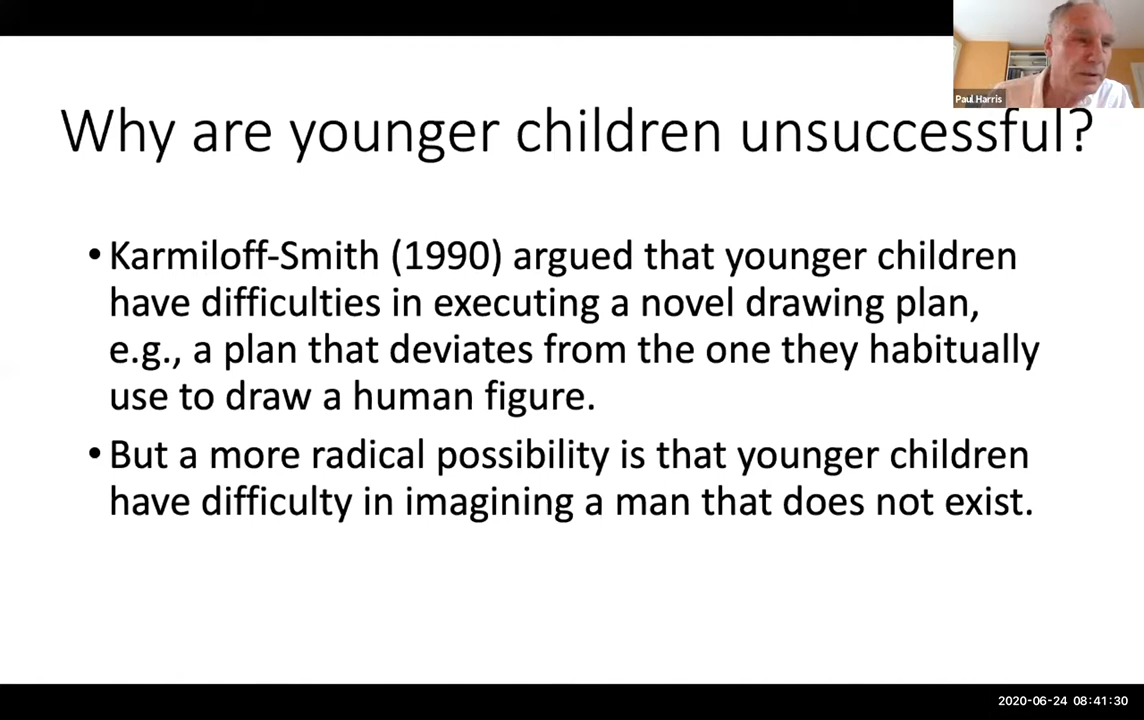 Paul Harris
Why are younger children unsuccessful?
• Karmiloff-Smith (1990) argued that younger children
have difficulties in executing a novel drawing plan,
e.g., a plan that deviates from the one they habitually
use to draw a human figure.
• But a more radical possibility is that younger children
have difficulty in imagining a man that does not exist.
2020-06-24 08:41:30